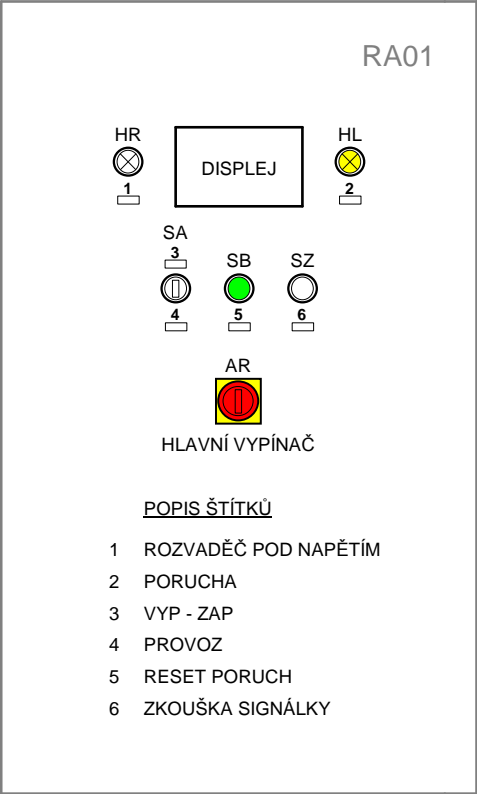 RA01
HR
HL
DISPLEJ
1
2
SA
3
SB
SZ
4
5
6
AR
HLAVNÍ VYPÍNAČ
POPIS ŠTÍTKŮ
1 ROZVADĚČ POD NAPĚTÍM
2 PORUCHA
3 VYP - ZAP
4 PROVOZ
5 RESET PORUCH
6 ZKOUŠKA SIGNÁLKY